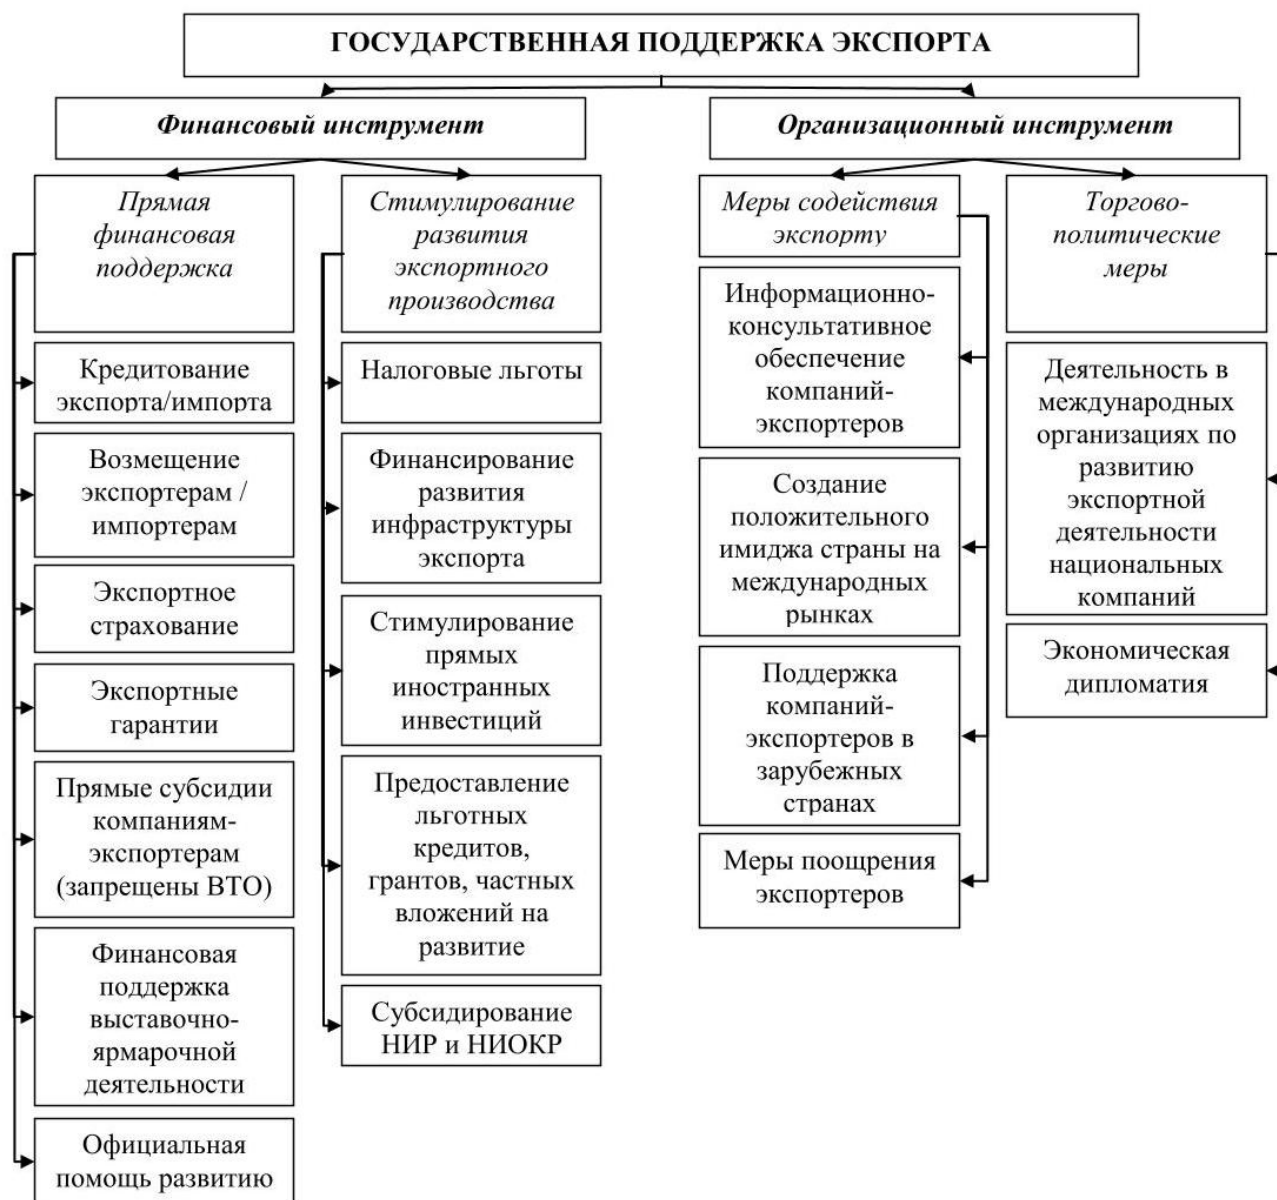 ГОСУДАРСТВЕННАЯ ПОДДЕРЖКА ЭКСПОРТА
Финансовый инструмент
Организационный инструмент
Прямая
финансовая
поддержка
Кредитование
экспорта/импорта
Возмещение
экспортерам /
импортерам
Экспортное
страхование
Экспортные
гарантии
Прямые субсидии
компаниям-
экспортерам
(запрещены ВТО)
Финансовая
поддержка
выставочно-
ярмарочной
деятельности
Официальная
помощь развитию
Стимулирование
развития
экспортного
производства
Налоговые льготы
Финансирование
развития
инфраструктуры
экспорта
Стимулирование
прямых
иностранных
инвестиций
Предоставление
льготных
кредитов,
грантов, частных
вложений на
развитие
Субсидирование
НИР и НИОКР
Меры содействия
экспорту
Информационно-
консультативное
обеспечение
компаний-
экспортеров
Создание
положительного
имиджа страны на
международных
рынках
Поддержка
компаний-
экспортеров в
зарубежных
странах
Меры поощрения
экспортеров
Торгово-
политические
меры
Деятельность в
международных
организациях по
развитию
экспортной
деятельности
национальных
компаний
Экономическая
дипломатия